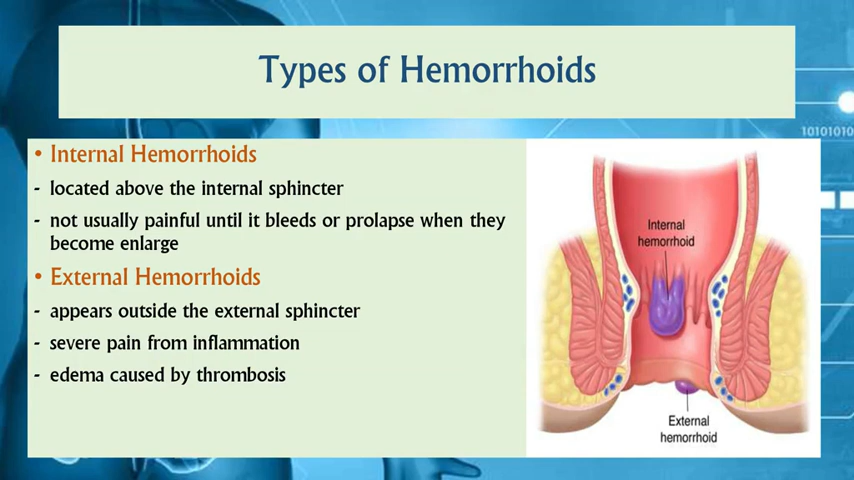 Types of Hemorrhoids
1010101
• Internal Hemorrhoids
- located above the internal sphincter
- not usually painful until it bleeds or prolapse when they
become enlarge
• External Hemorrhoids
- appears outside the external sphincter
- severe pain from inflammation
- edema caused by thrombosis
Internal
hemorrhoid
External
hemorrhoid